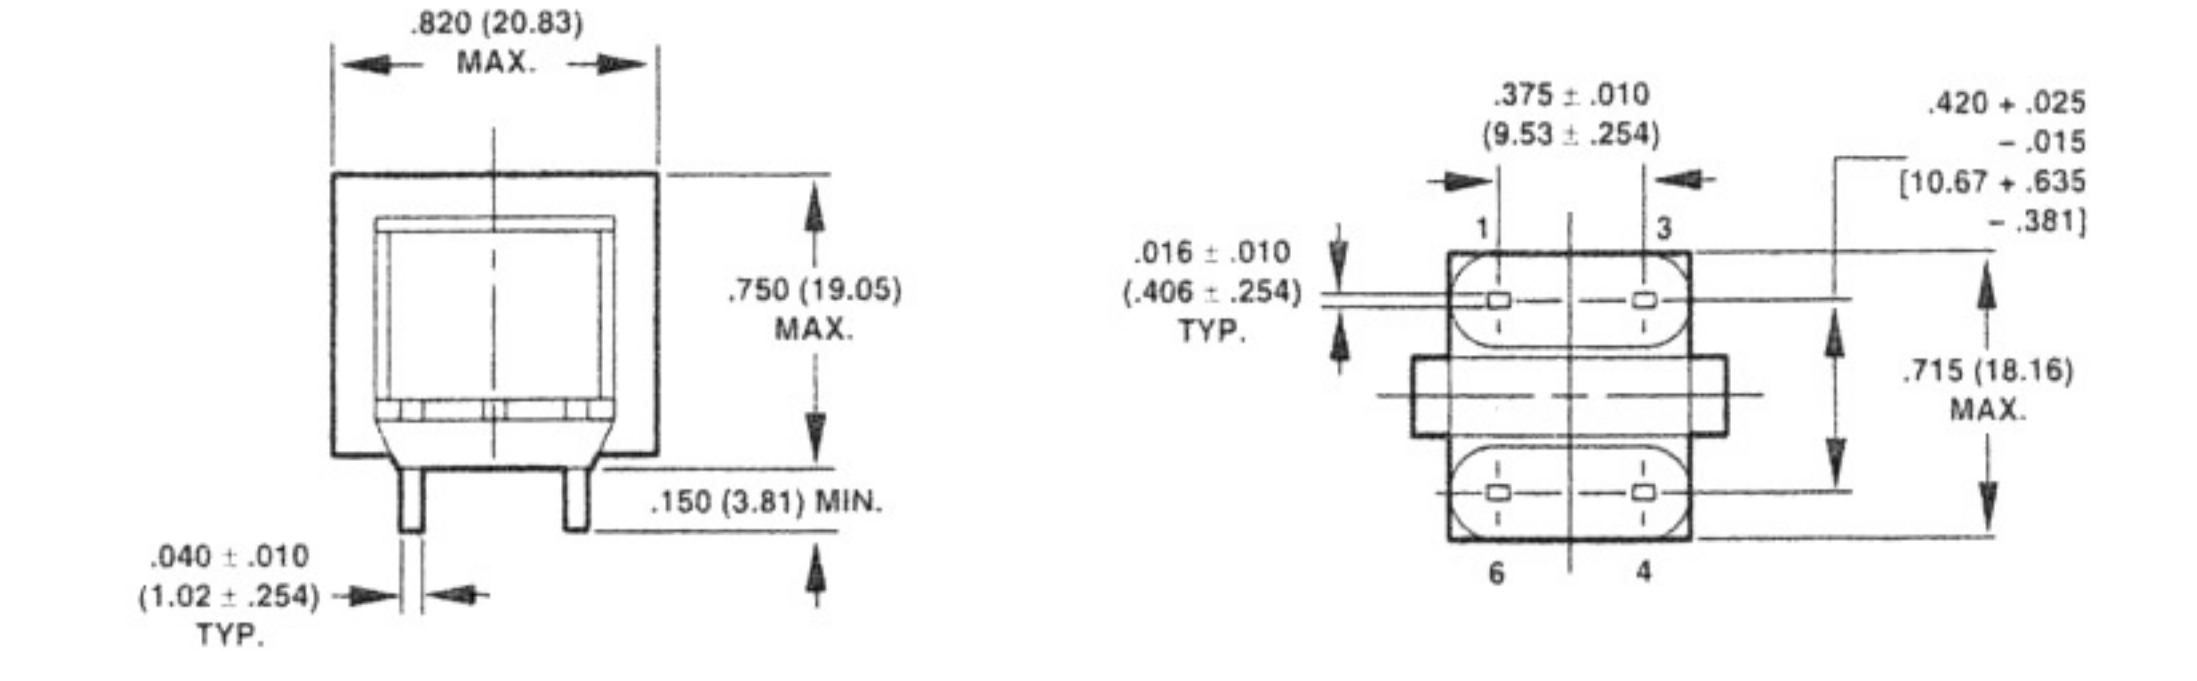 .820 (20.83)
MAX.
.750 (19.05)
MAX.
.150 (3.81) MIN.
.040 ± .010
(1.02 ± .254)
TYP.
.375 ± .010
(9.53 ± .254)
.420 + .025
– .015
[10.67 + .635
– .381]
1 3
.016 ± .010
(.406 ± .254)
TYP.
.715 (18.16)
MAX.
6 4